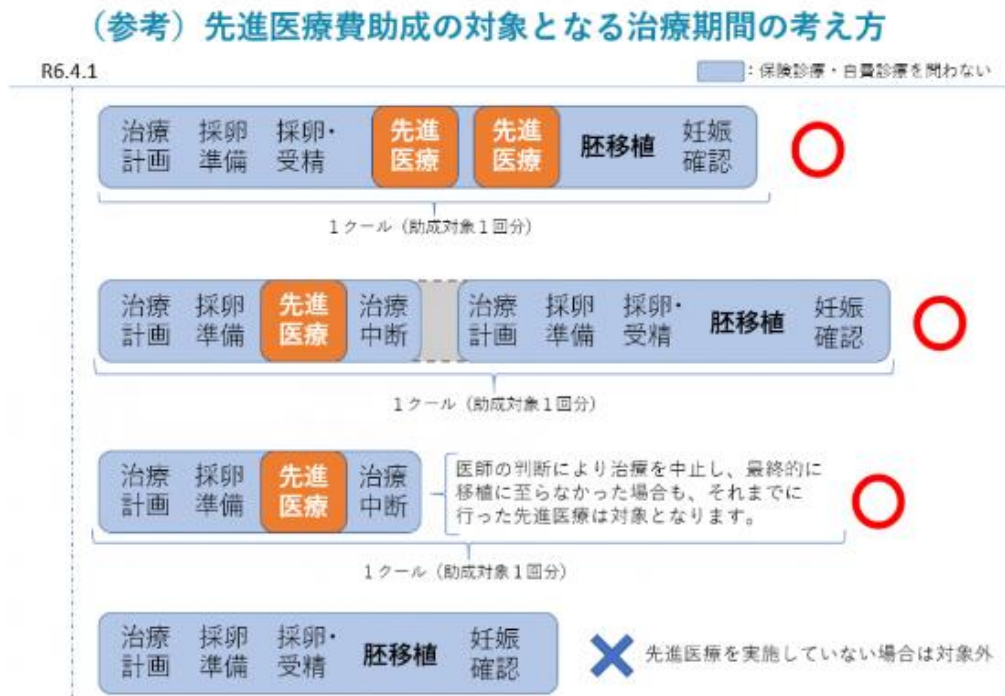 （参考）先進医療費助成の対象となる治療期間の考え方
R6.4.1
：保険診療・自費診療を問わない
治療計画 採卵準備 採卵・受精 先進医療 先進医療 胚移植 妊娠確認
１クール（助成対象１回分）
治療計画 採卵準備 先進医療 治療中断 治療計画 採卵準備 採卵・受精 胚移植 妊娠確認
１クール（助成対象１回分）
治療計画 採卵準備 先進医療 治療中断
医師の判断により治療を中止し、最終的に
移植に至らなかった場合も、それまでに
行った先進医療は対象となります。
１クール（助成対象１回分）
治療計画 採卵準備 採卵・受精 胚移植 妊娠確認
先進医療を実施していない場合は対象外